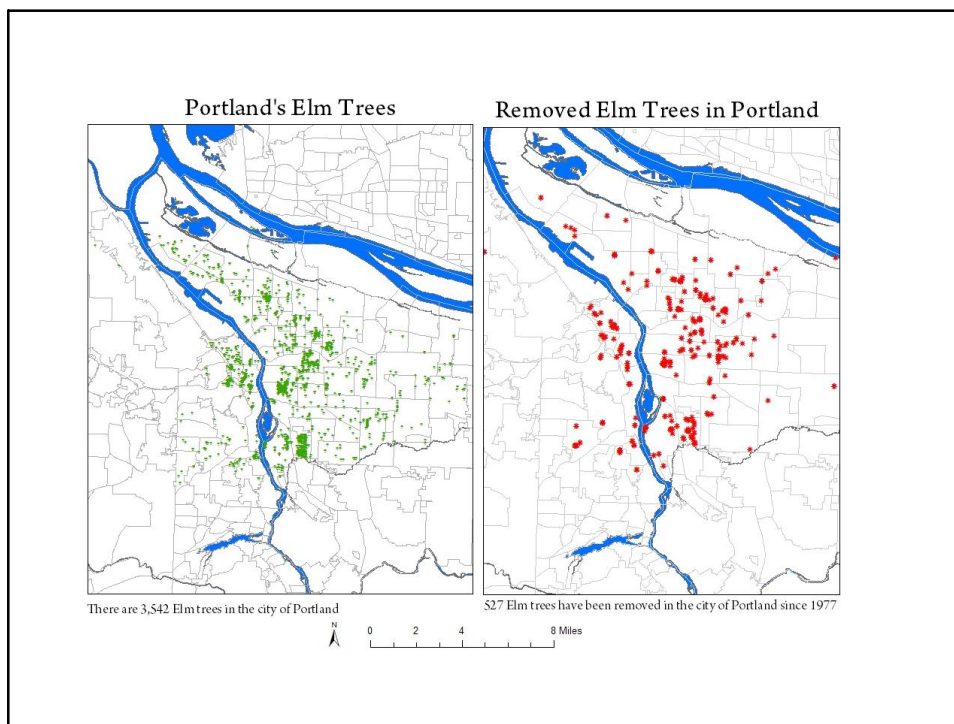 Portland's Elm Trees
Removed Elm Trees in Portland
There are 3,542 Elm trees in the city of Portland
527 Elm trees have been removed in the city of Portland since 1977
N
0 2 4 8 Miles